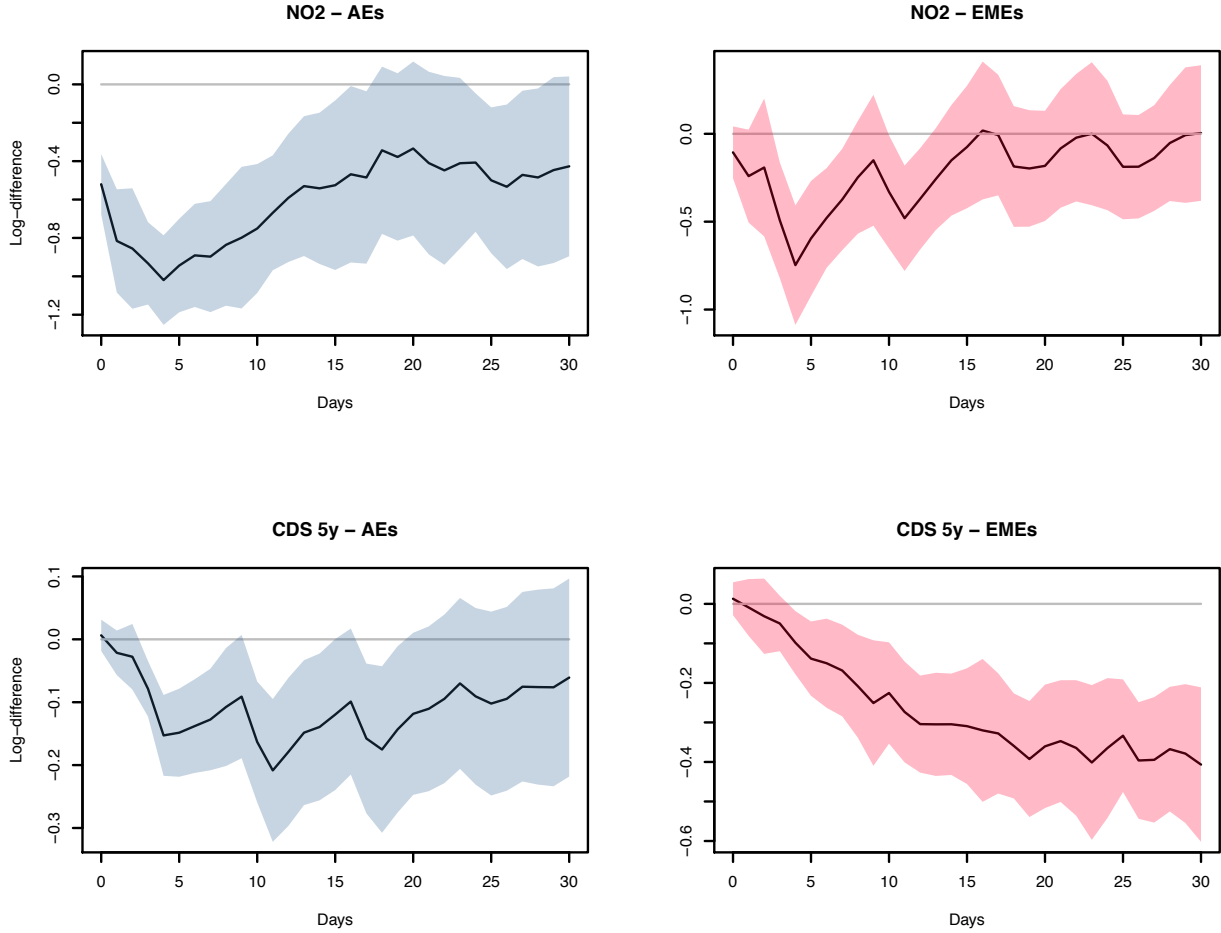 NO2 – AEs
Log−difference
0.0
−0.4
−0.8
−1.2
0 5 10 15 20 25 30
Days
NO2 – EMEs
0.0
−0.5
−1.0
0 5 10 15 20 25 30
Days
CDS 5y – AEs
Log−difference
0.1
0.0
−0.1
−0.2
−0.3
0 5 10 15 20 25 30
Days
CDS 5y – EMEs
0.0
−0.2
−0.4
−0.6
0 5 10 15 20 25 30
Days